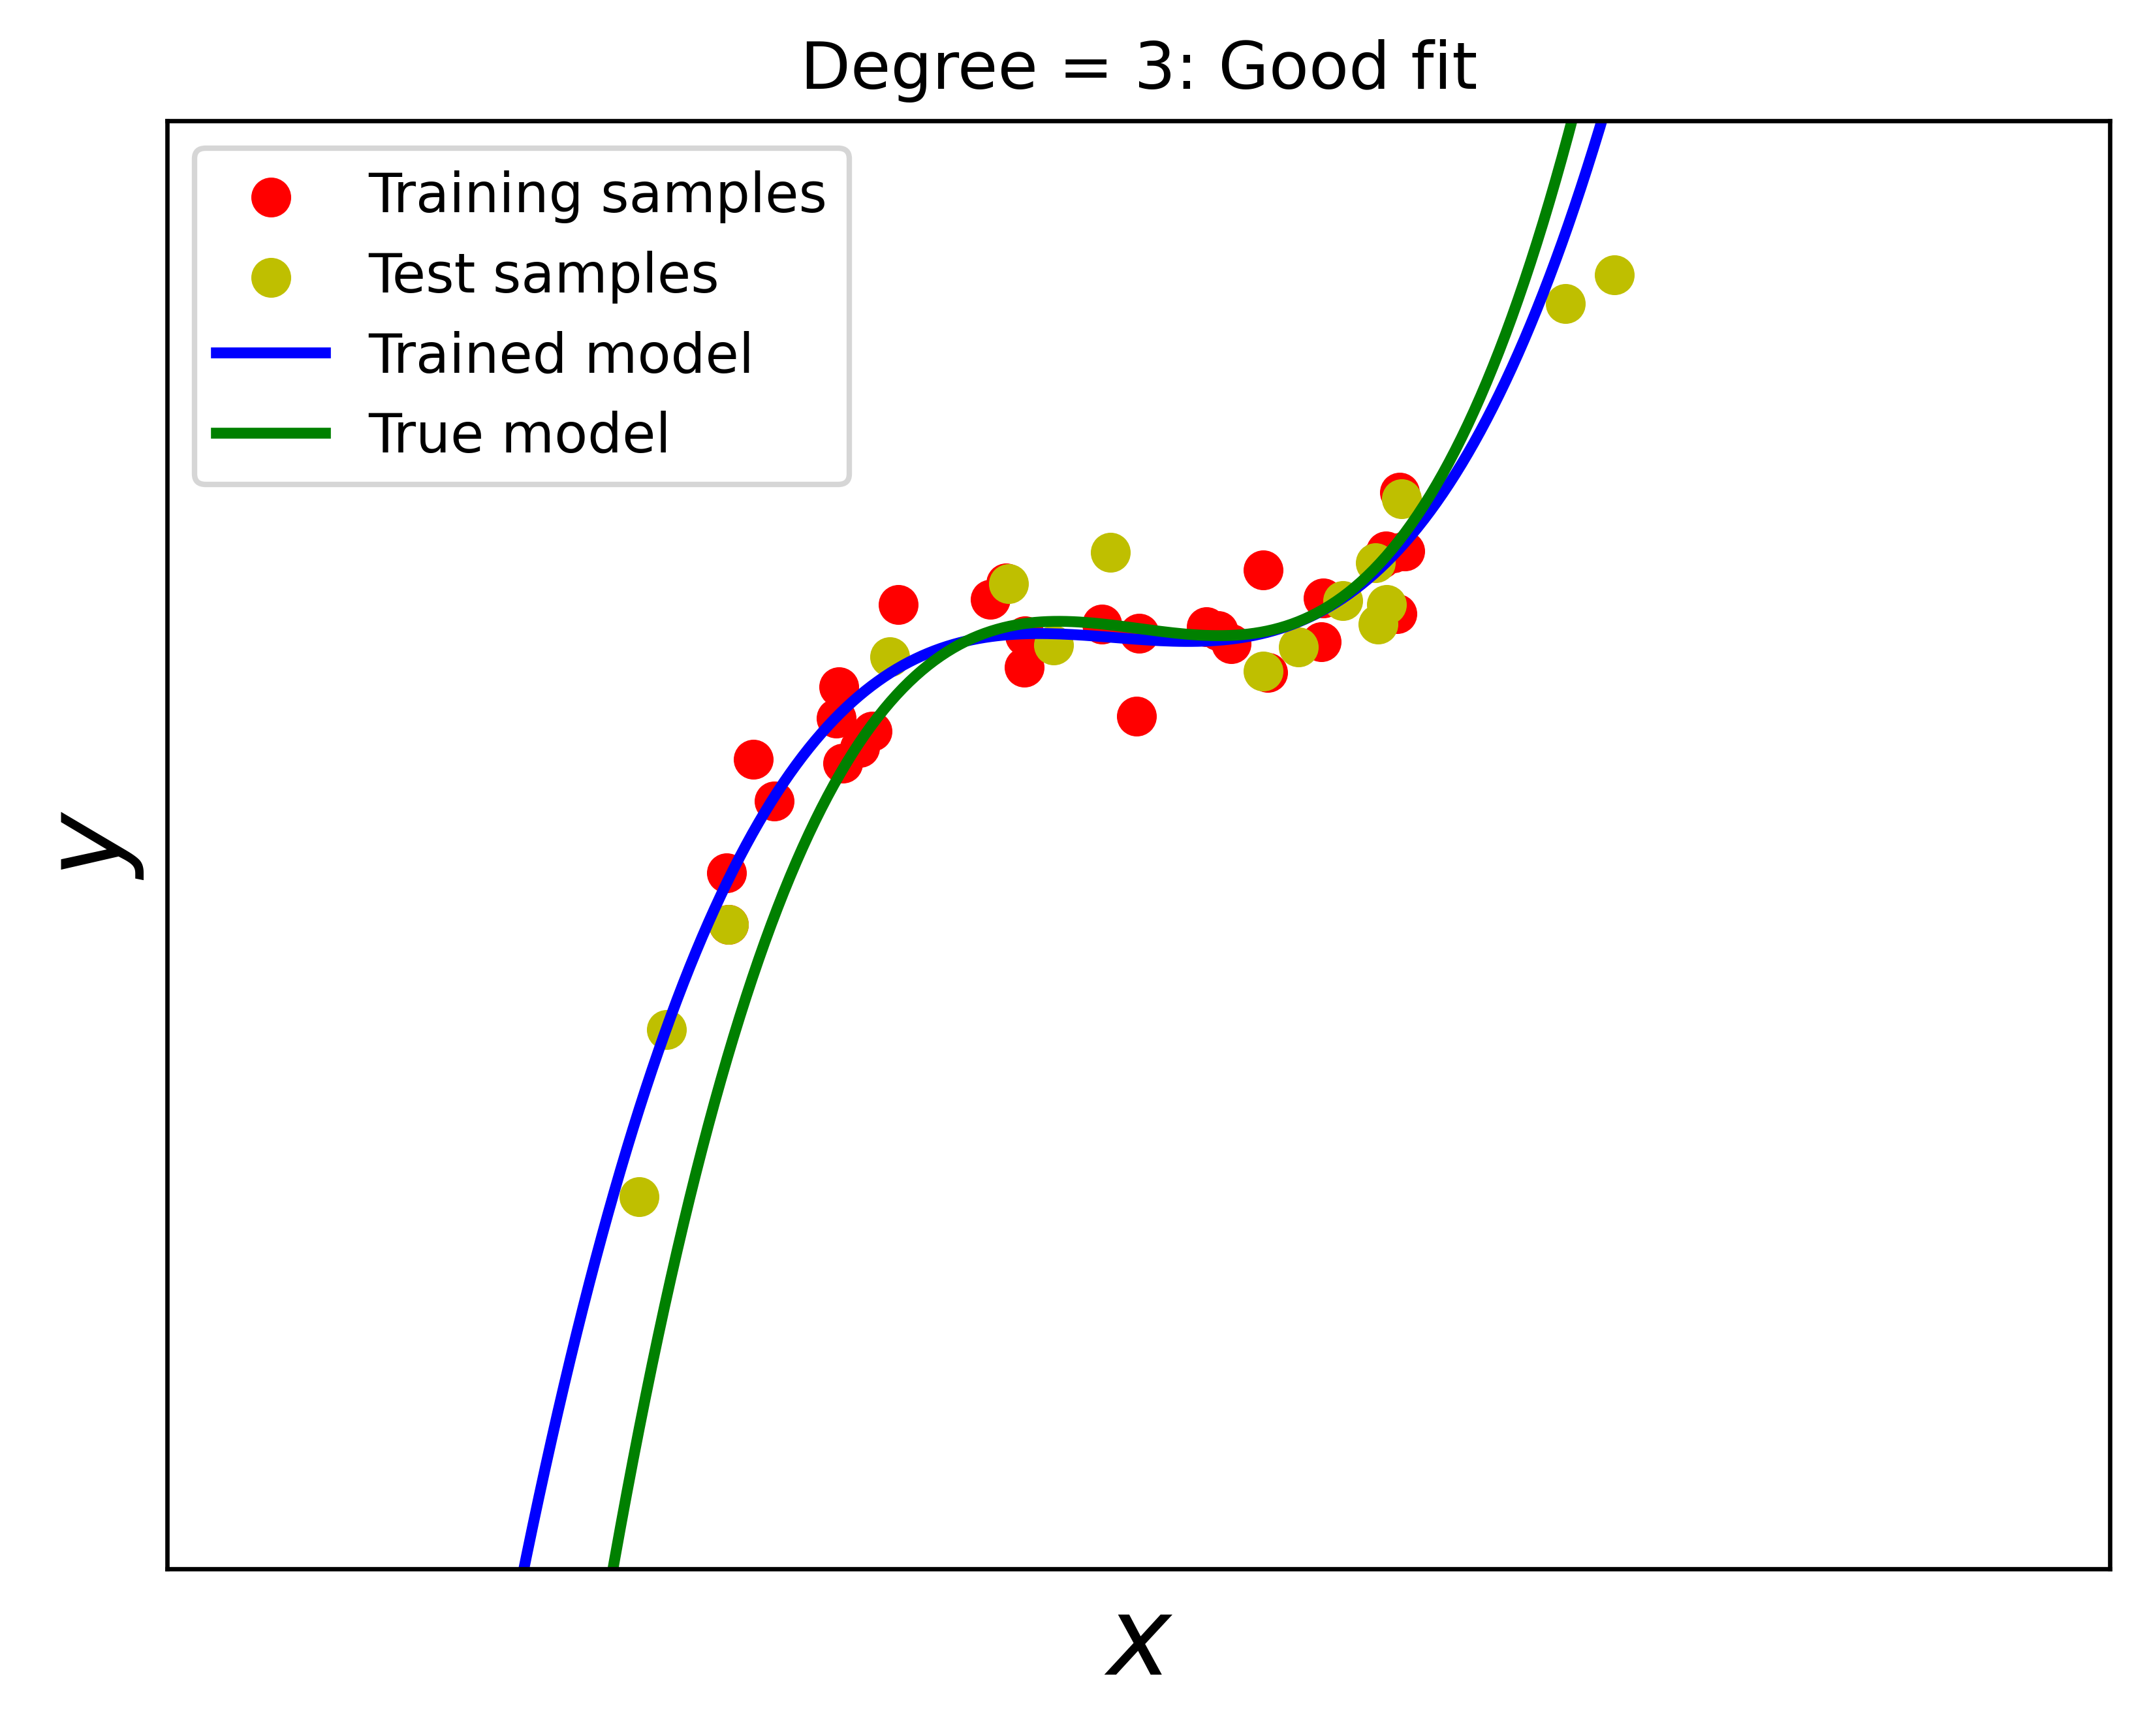 Degree = 3: Good fit
Training samples
Test samples
Trained model
True model
y
x